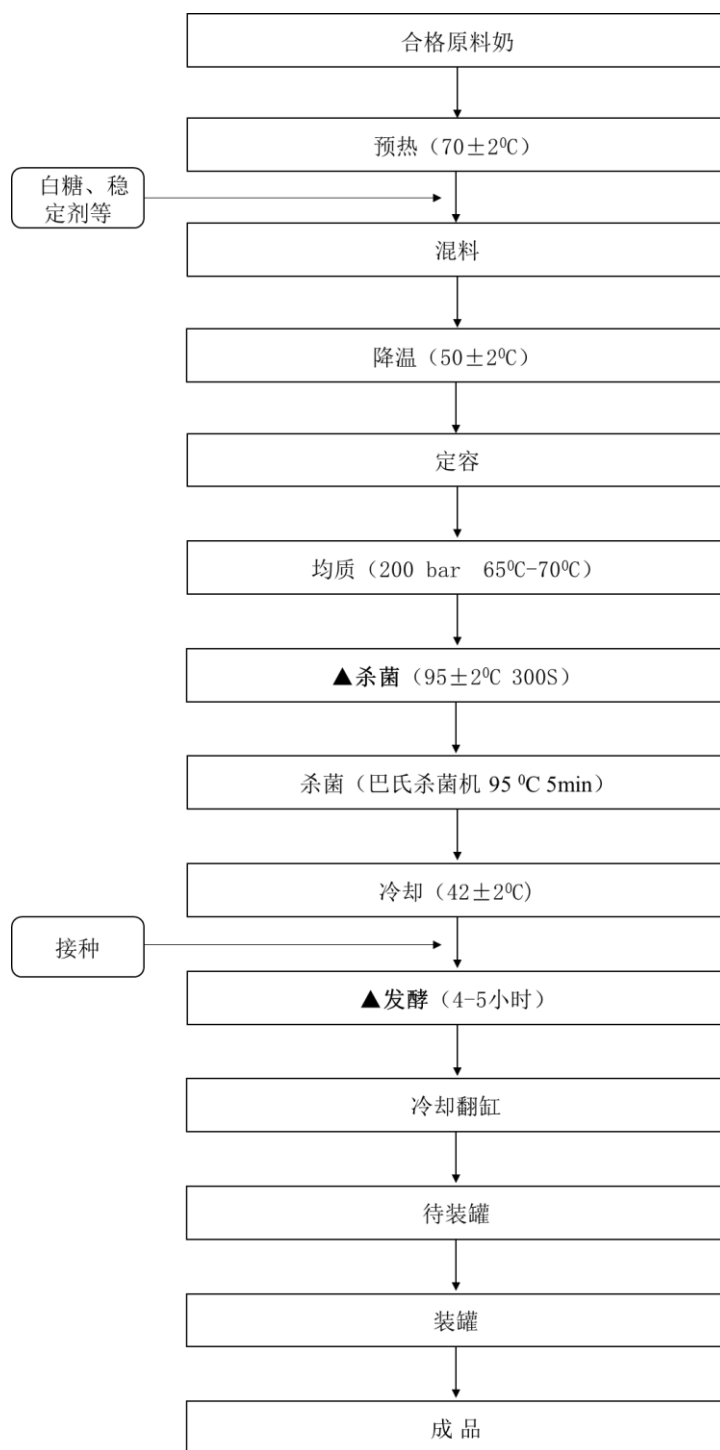 合格原料奶
预热（70±2⁰C）
白糖、稳
定剂等
混料
降温（50±2⁰C）
定容
均质（200 bar  65⁰C-70⁰C）
▲杀菌（95±2⁰C 300S）
杀菌（巴氏杀菌机 95 ⁰C 5min）
冷却（42±2⁰C）
接种
▲发酵（4-5小时）
冷却翻缸
待装罐
装罐
成 品